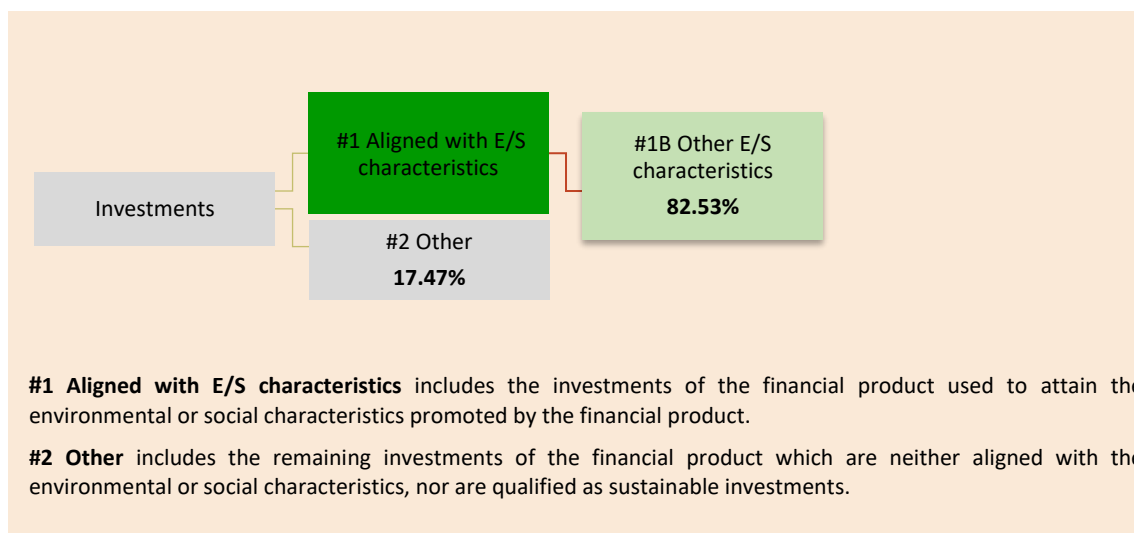 #1 Aligned with E/S
characteristics
#1B Other E/S
characteristics
82.53%
Investments
#2 Other
17.47%
#1 Aligned with E/S characteristics includes the investments of the financial product used to attain the
environmental or social characteristics promoted by the financial product.
#2 Other includes the remaining investments of the financial product which are neither aligned with the
environmental or social characteristics, nor are qualified as sustainable investments.